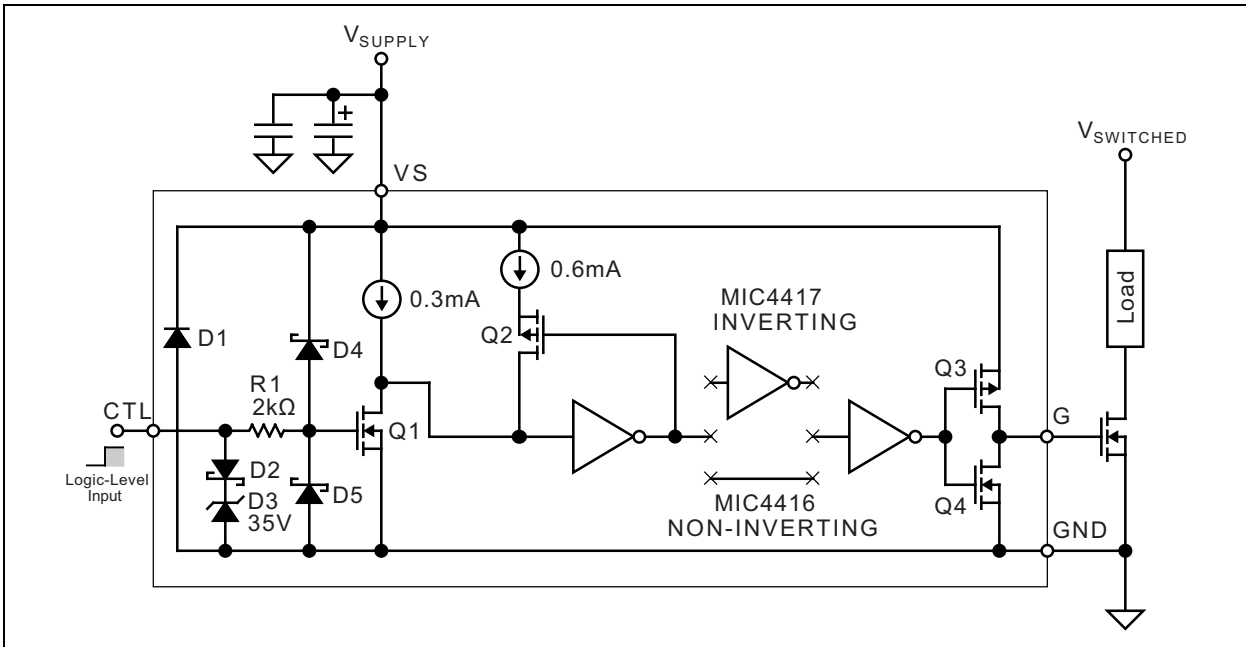 VSUPPLY
+
VSWITCHED
VS
0.6mA
0.3mA
MIC4417
INVERTING
Load
D1
D4
Q2
Q3
R1
2kΩ
CTL
Q1
G
Logic-Level
Input
D2
D3
35V
D5
MIC4416
NON-INVERTING
Q4
GND